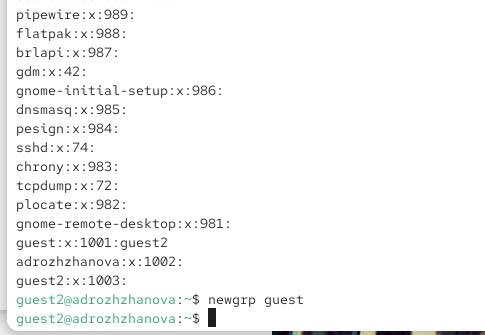 pipewire:x:989:
flatpak:x:988:
brlapi:x:987:
gdm:x:42:
gnome-initial-setup:x:986:
dnsmasq:x:985:
pesign:x:984:
sshd:x:74:
chrony:x:983:
tcpdump:x:72:
plocate:x:982:
gnome-remote-desktop:x:981:
guest:x:1001:guest2
adrozhzhanova:x:1002:
guest2:x:1003:
guest2@adrozhzhanova:~$ newgrp guest
guest2@adrozhzhanova:~$